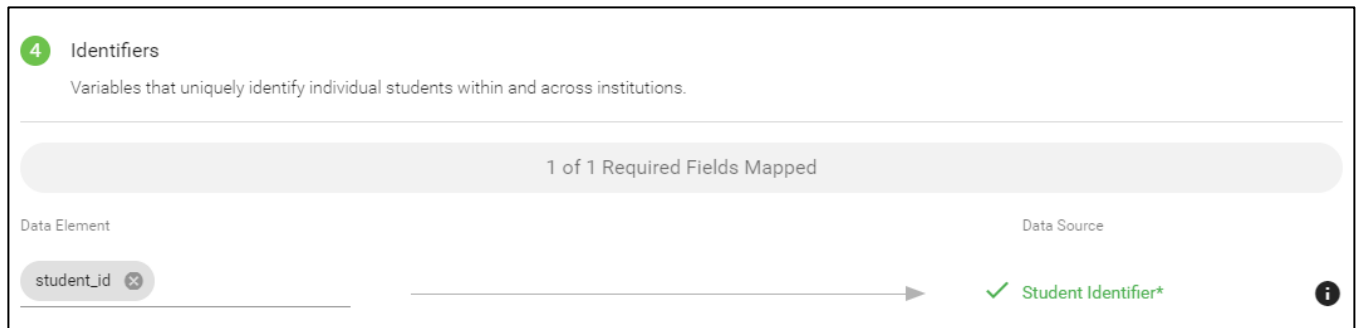 4 Identifiers
Variables that uniquely identify individual students within and across institutions.
1 of 1 Required Fields Mapped
Data Element Data Source
student_id Student Identifier*